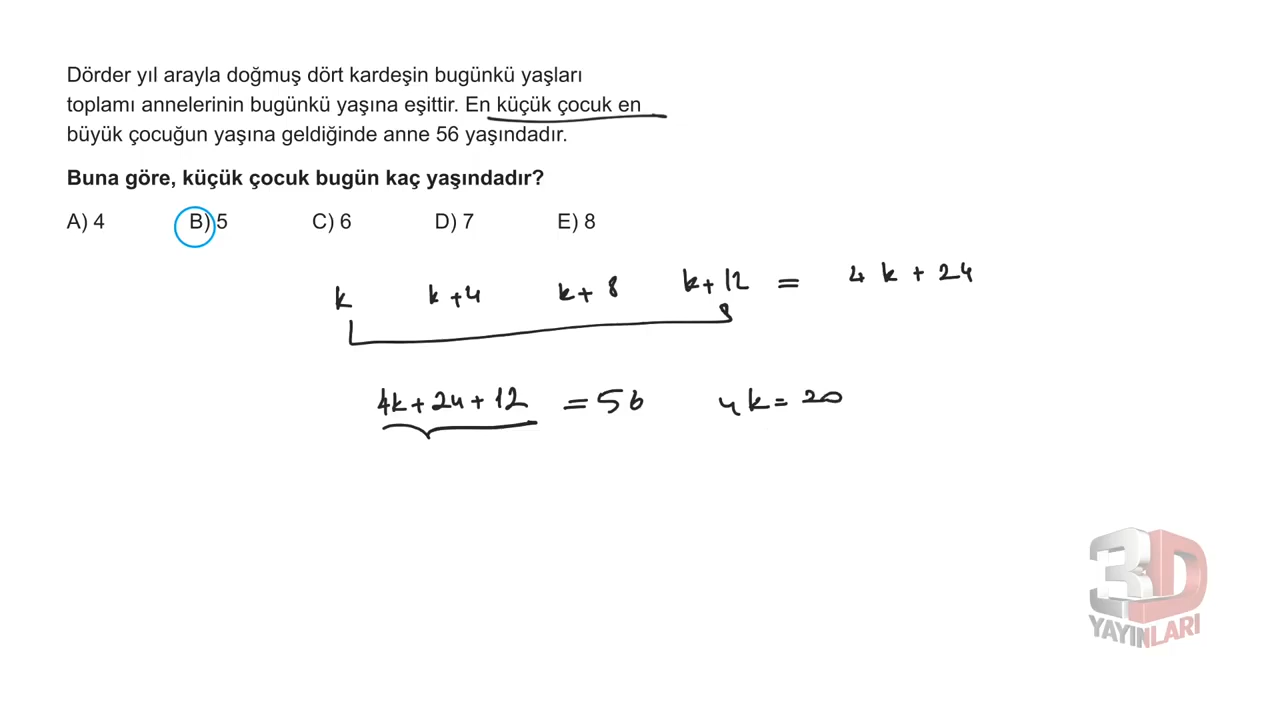 Dörder yıl arayla doğmuş dört kardeşin bugünkü yaşları
toplamı annelerinin bugünkü yaşına eşittir. En küçük çocuk en
büyük çocuğun yaşına geldiğinde anne 56 yaşındadır.
Buna göre, küçük çocuk bugün kaç yaşındadır?
A) 4 B) 5 C) 6 D) 7 E) 8
k k+4 k+8 k+12 = 4k+24
4k+24+12 = 56 4k=20
3D
YAYINLARI